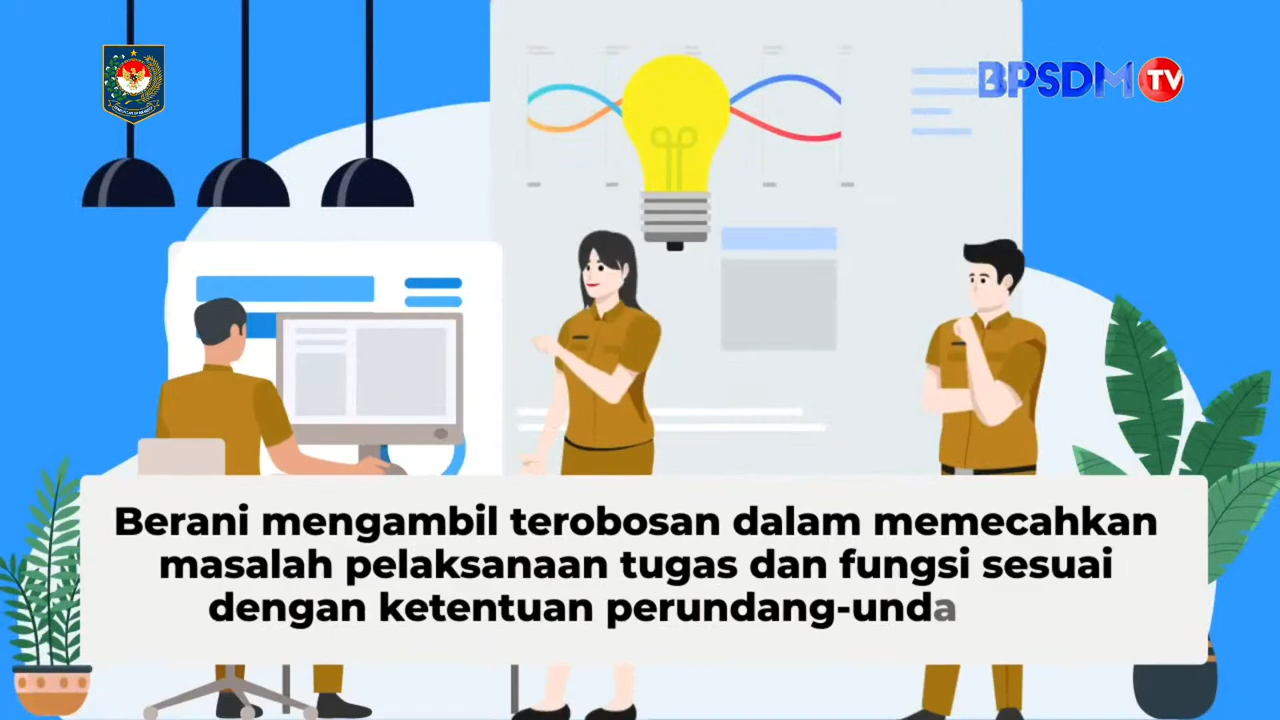 BPSDM TV
Berani mengambil terobosan dalam memecahkan
masalah pelaksanaan tugas dan fungsi sesuai
dengan ketentuan perundang-unda